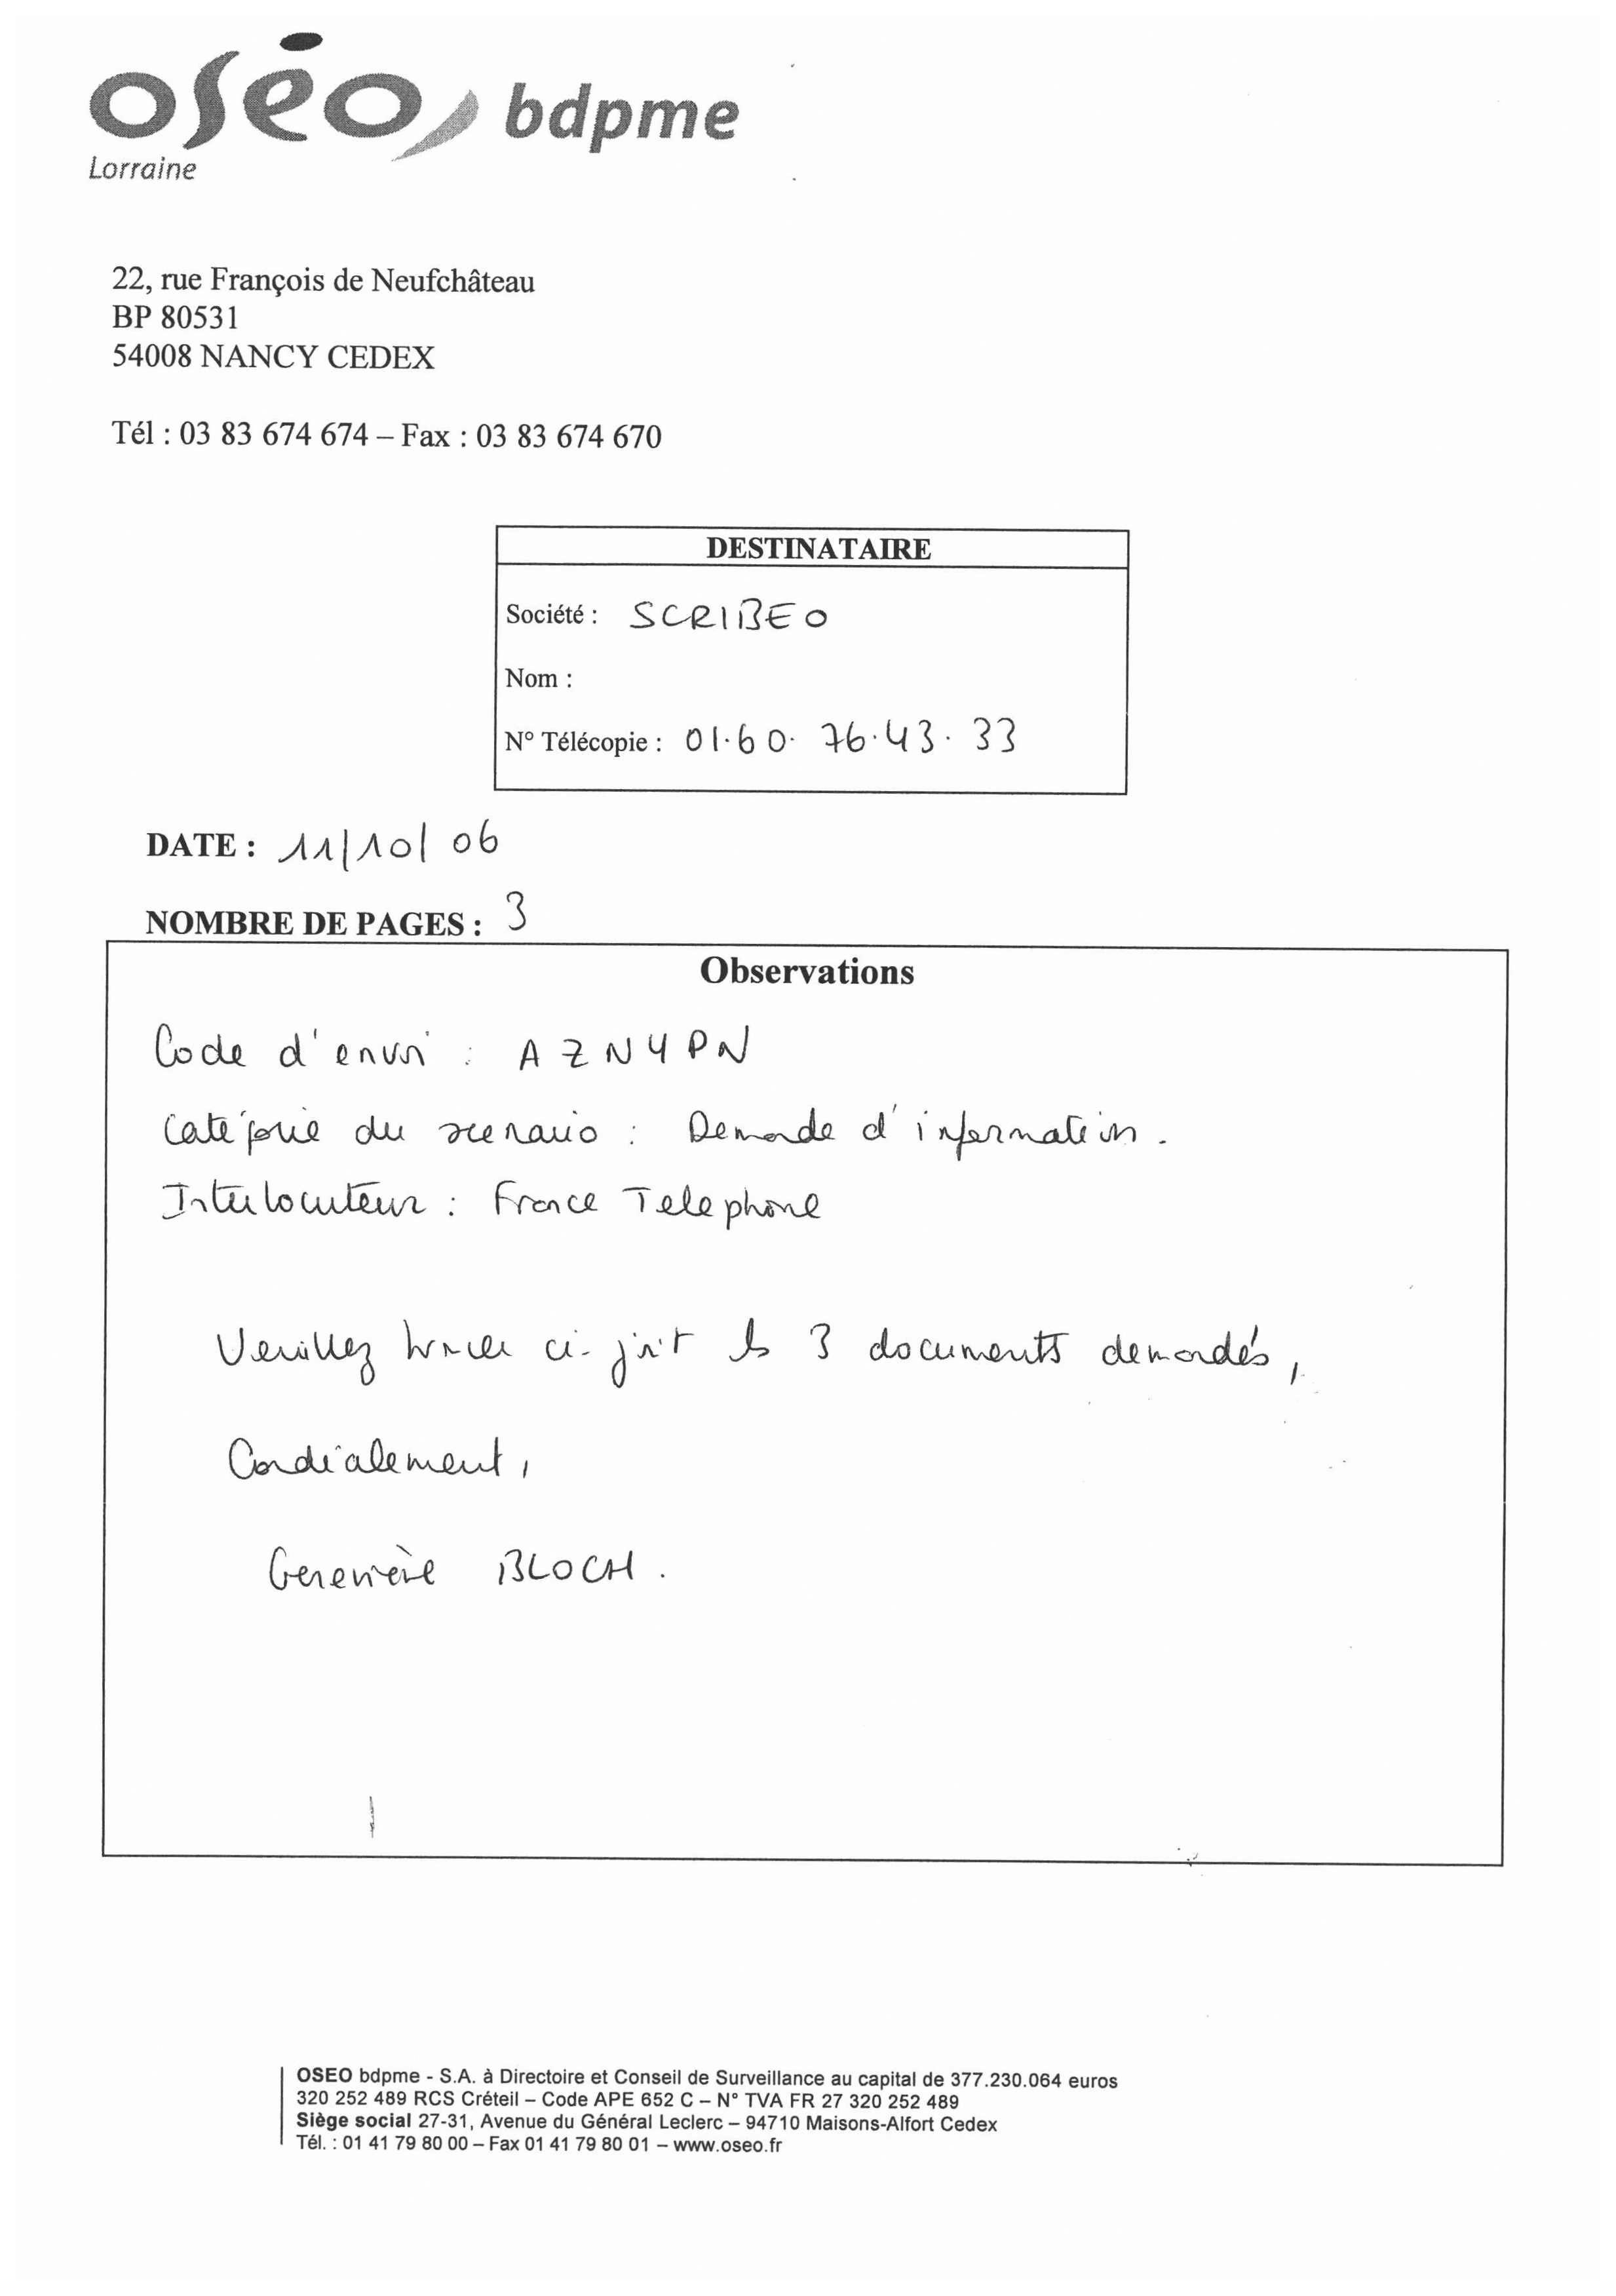 oséo bdpme
Lorraine
22, rue François de Neufchâteau
BP 80531
54008 NANCY CEDEX
Tél : 03 83 674 674 – Fax : 03 83 674 670
DESTINATAIRE
Société : SCRIBEO
Nom :
N° Télécopie : 01.60.76.43.33
DATE : 11/10/06
NOMBRE DE PAGES : 3
Observations
Code d'envoi : AZN4PN
Catégorie du scenario : Demande d'information.
Interlocuteur : France Telephone
Veuillez trouver ci-joint les 3 documents demandés,
Cordialement,
Geneviève BLOCH.
OSEO bdpme - S.A. à Directoire et Conseil de Surveillance au capital de 377.230.064 euros
320 252 489 RCS Créteil – Code APE 652 C – N° TVA FR 27 320 252 489
Siège social 27-31, Avenue du Général Leclerc – 94710 Maisons-Alfort Cedex
Tél. : 01 41 79 80 00 – Fax 01 41 79 80 01 – www.oseo.fr